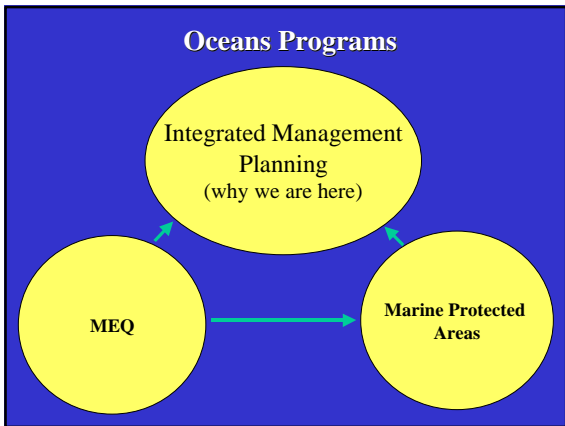 Oceans Programs
Integrated Management
Planning
(why we are here)
MEQ
Marine Protected
Areas